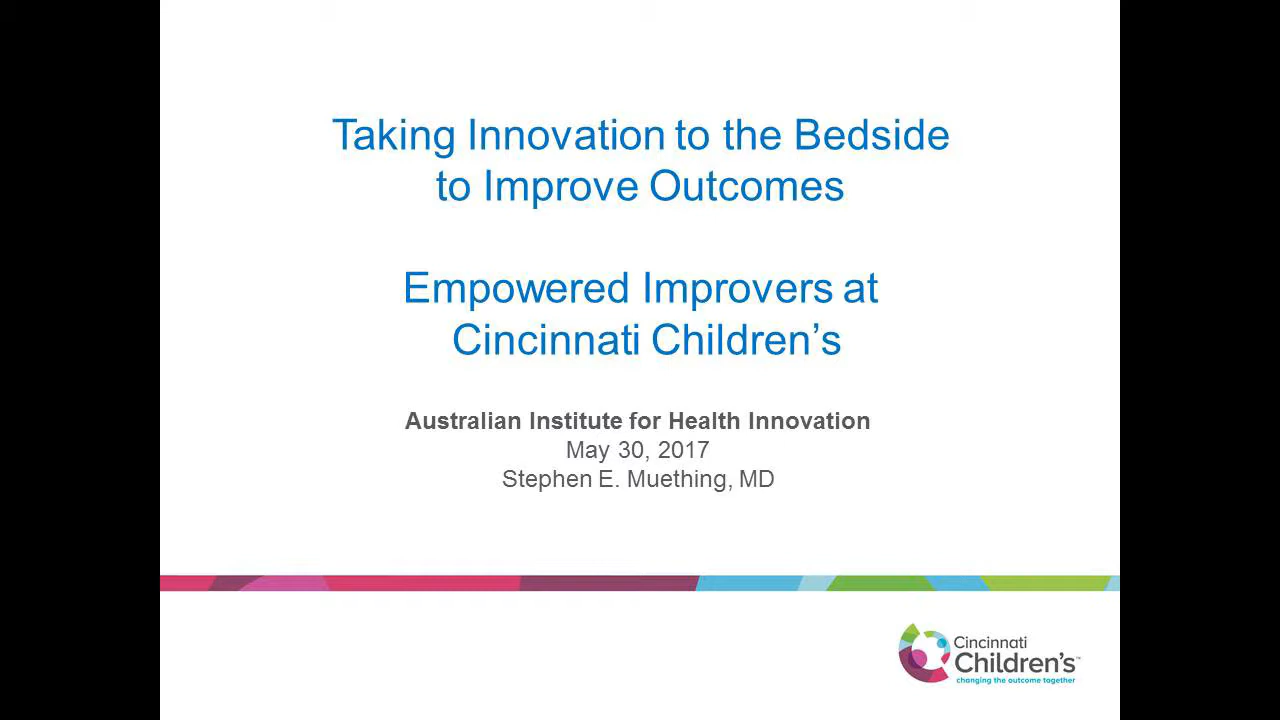 Taking Innovation to the Bedside
to Improve Outcomes
Empowered Improvers at
Cincinnati Children’s
Australian Institute for Health Innovation
May 30, 2017
Stephen E. Muething, MD
Cincinnati
Children’s™
changing the outcome together